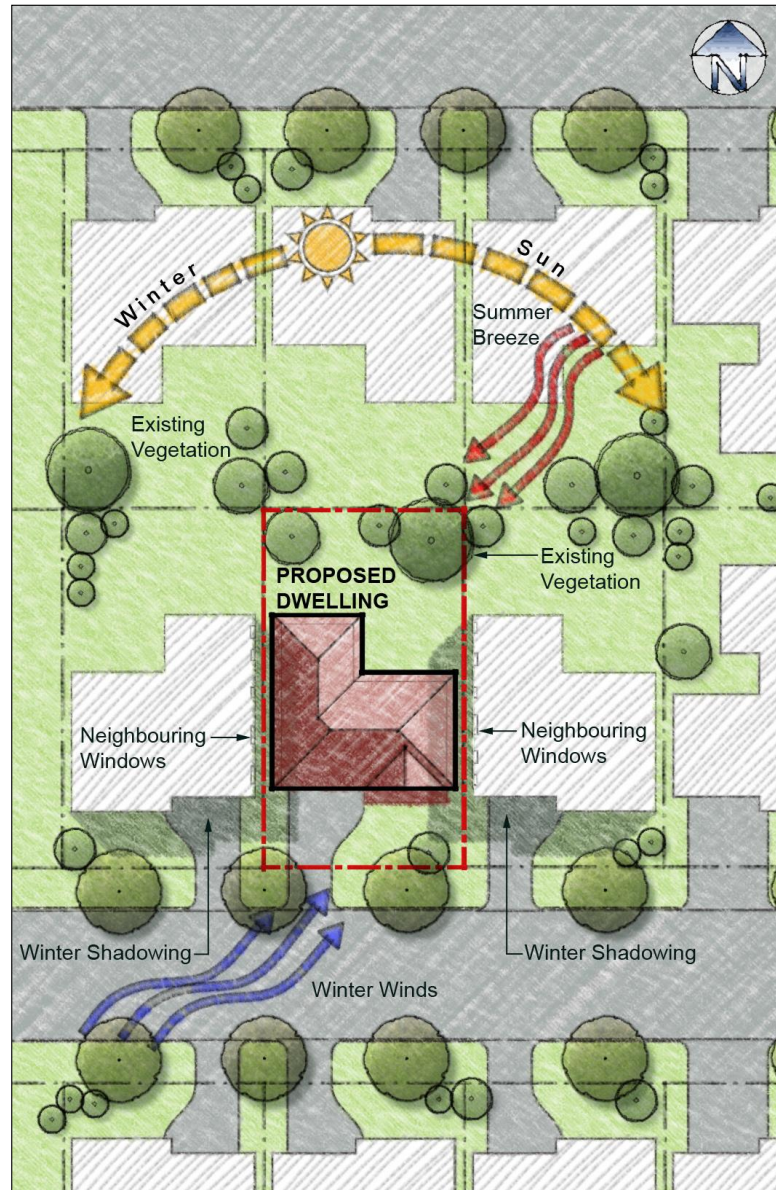 N
Winter
Sun
Summer
Breeze
Existing
Vegetation
Existing
Vegetation
PROPOSED
DWELLING
Neighbouring
Windows
Neighbouring
Windows
Winter Shadowing
Winter Shadowing
Winter Winds